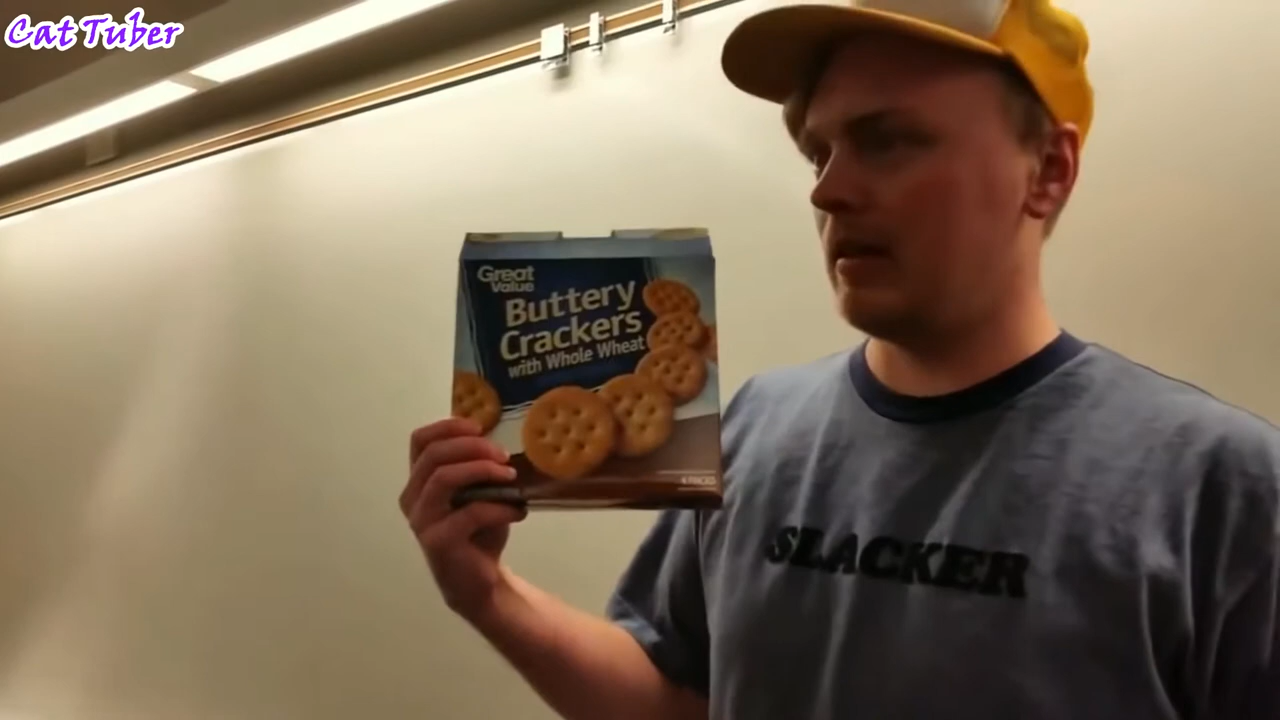 Cat Tuber
Great
Value
Buttery
Crackers
with Whole Wheat
SLACKER